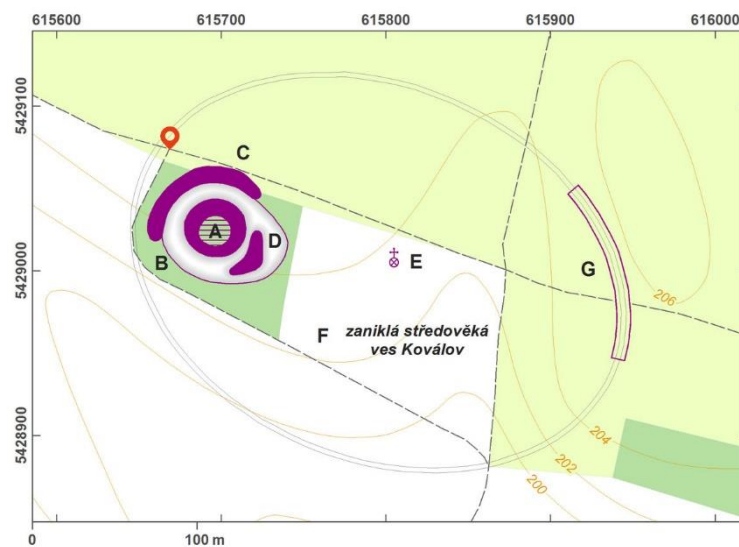 615600 615700 615800 615900 616000
5429100
C
A
D
B
E
G
5429000
206
F
zaniklá středověká
ves Koválov
5428900
204
202
200
0 100 m